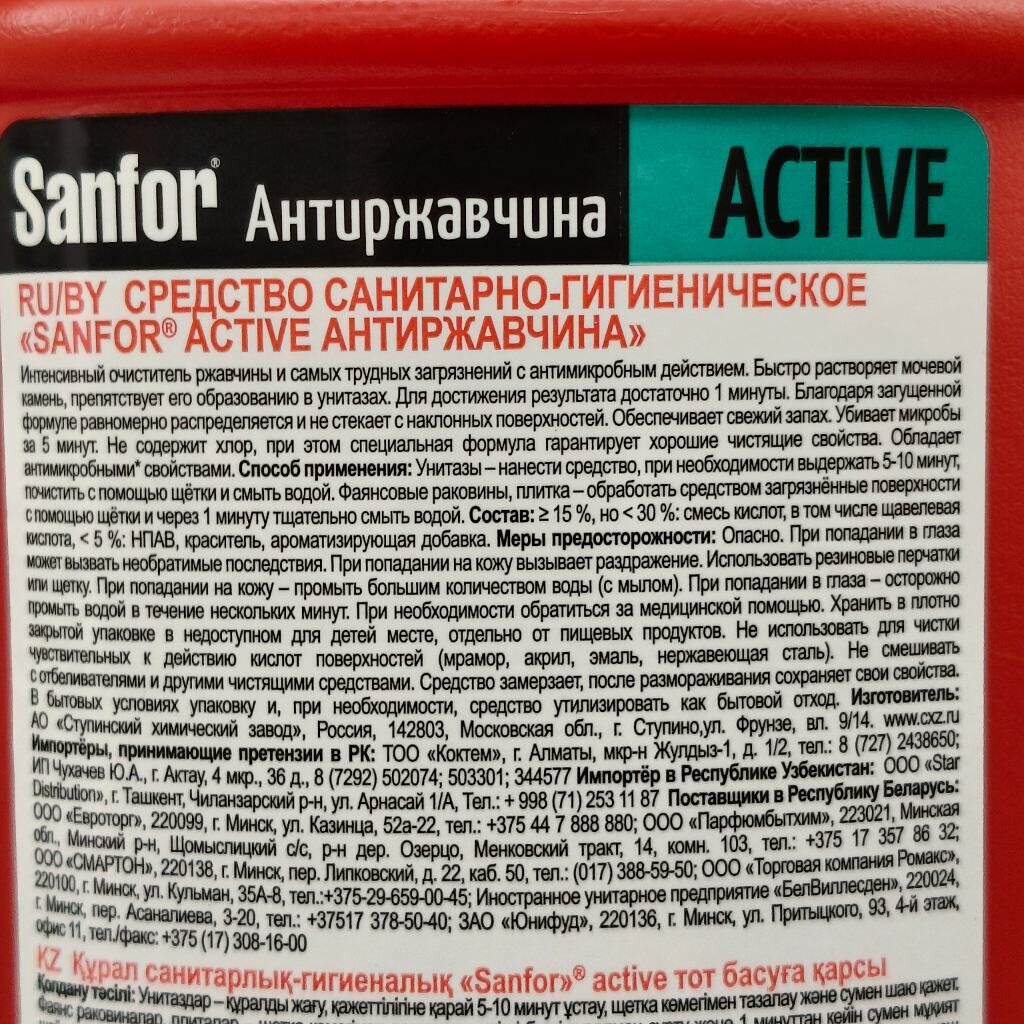 Sanfor® Антиржавчина ACTIVE
RU/BY СРЕДСТВО САНИТАРНО-ГИГИЕНИЧЕСКОЕ
«SANFOR® ACTIVE АНТИРЖАВЧИНА»
Интенсивный очиститель ржавчины и самых трудных загрязнений с антимикробным действием. Быстро растворяет мочевой
камень, препятствует его образованию в унитазах. Для достижения результата достаточно 1 минуты. Благодаря загущенной
формуле равномерно распределяется и не стекает с наклонных поверхностей. Обеспечивает свежий запах. Убивает микробы
за 5 минут. Не содержит хлор, при этом специальная формула гарантирует хорошие чистящие свойства. Обладает
антимикробными* свойствами. Способ применения: Унитазы – нанести средство, при необходимости выдержать 5-10 минут,
почистить с помощью щётки и смыть водой. Фаянсовые раковины, плитка – обработать средством загрязнённые поверхности
с помощью щётки и через 1 минуту тщательно смыть водой. Состав: ≥ 15 %, но < 30 %: смесь кислот, в том числе щавелевая
кислота, < 5 %: НПАВ, краситель, ароматизирующая добавка. Меры предосторожности: Опасно. При попадании в глаза
может вызвать необратимые последствия. При попадании на кожу вызывает раздражение. Использовать резиновые перчатки
или щетку. При попадании на кожу – промыть большим количеством воды (с мылом). При попадании в глаза – осторожно
промыть водой в течение нескольких минут. При необходимости обратиться за медицинской помощью. Хранить в плотно
закрытой упаковке в недоступном для детей месте, отдельно от пищевых продуктов. Не использовать для чистки
чувствительных к действию кислот поверхностей (мрамор, акрил, эмаль, нержавеющая сталь). Не смешивать
с отбеливателями и другими чистящими средствами. Средство замерзает, после размораживания сохраняет свои свойства.
В бытовых условиях упаковку и, при необходимости, средство утилизировать как бытовой отход. Изготовитель:
АО «Ступинский химический завод», Россия, 142803, Московская обл., г. Ступино,ул. Фрунзе, вл. 9/14. www.cxz.ru
Импортёры, принимающие претензии в РК: ТОО «Коктем», г. Алматы, мкр-н Жулдыз-1, д. 1/2, тел.: 8 (727) 2438650;
ИП Чухачев Ю.А., г. Актау, 4 мкр., 36 д., 8 (7292) 502074; 503301; 344577 Импортёр в Республике Узбекистан: ООО «Star
Distribution», г. Ташкент, Чиланзарский р-н, ул. Арнасай 1/А, Тел.: + 998 (71) 253 11 87 Поставщики в Республику Беларусь:
ООО «Евроторг», 220099, г. Минск, ул. Казинца, 52а-22, тел.: +375 44 7 888 880; ООО «Парфюмбытхим», 223021, Минская
обл., Минский р-н, Щомыслицкий с/с, р-н дер. Озерцо, Менковский тракт, 14, комн. 103, тел.: +375 17 357 86 32;
ООО «СМАРТОН», 220138, г. Минск, пер. Липковский, д. 22, каб. 50, тел.: (017) 388-59-50; ООО «Торговая компания Ромакс»,
220100, г. Минск, ул. Кульман, 35А-8, тел.:+375-29-659-00-45; Иностранное унитарное предприятие «БелВиллесден», 220024,
г. Минск, пер. Асаналиева, 3-20, тел.: +37517 378-50-40; ЗАО «Юнифуд», 220136, г. Минск, ул. Притыцкого, 93, 4-й этаж,
офис 11, тел./факс: +375 (17) 308-16-00
KZ Құрал санитарлық-гигиеналық «Sanfor»® active тот басуға қарсы
Қолдану тәсілі: Унитаздар – құралды жағу, қажеттілігіне қарай 5-10 минут ұстау, щетка көмегімен тазалау және сумен шаю қажет.
Фаянс раковиналар, плиталар – 1 минуттан кейін сумен мұқият